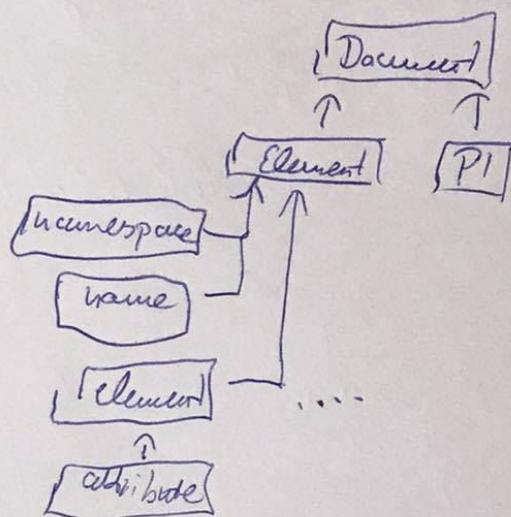 Document
Element
PI
namespace
name
element
....
attribute